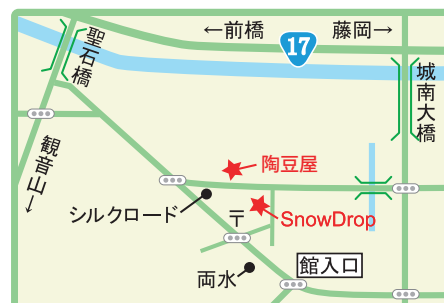 ←前橋
藤岡→
17
聖石橋
城南大橋
観音山→
陶豆屋
シルクロード
〒
SnowDrop
両水
館入口